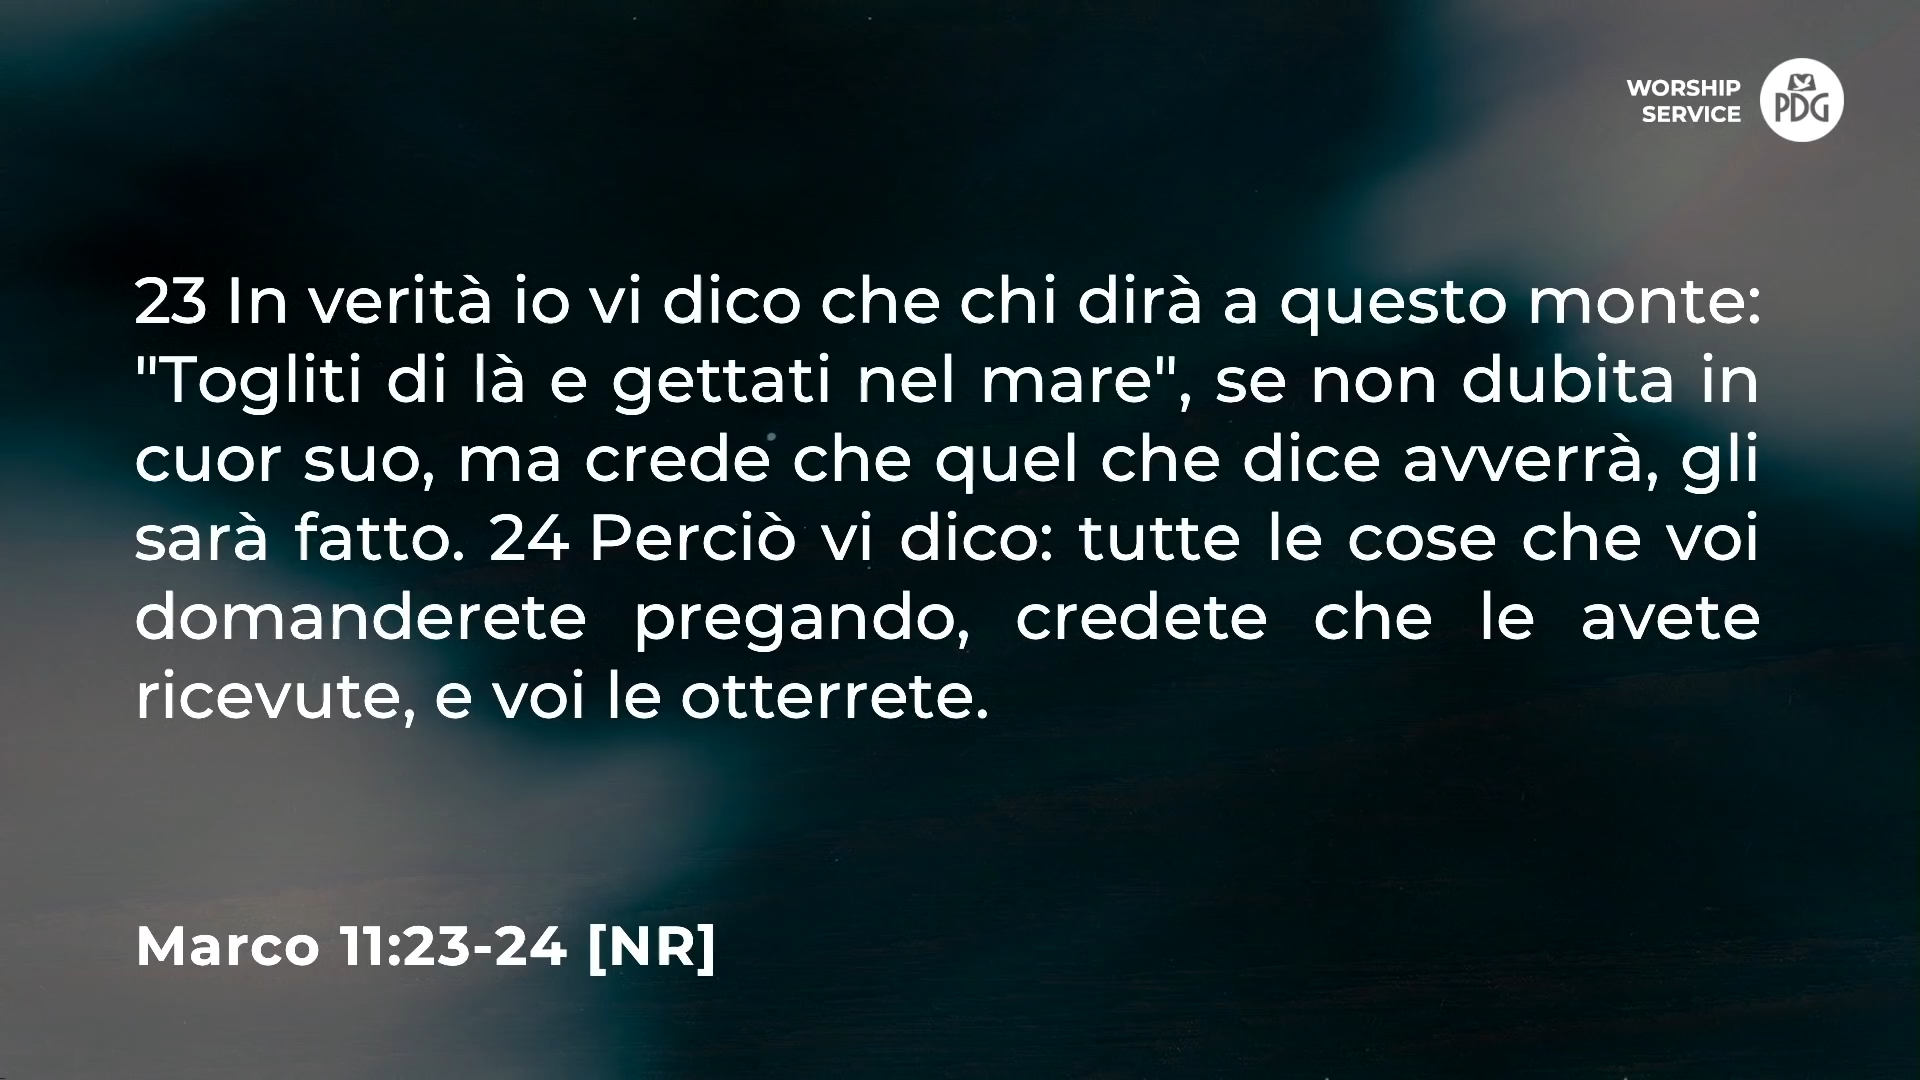 WORSHIP
SERVICE
PDG
23 In verità io vi dico che chi dirà a questo monte:
"Togliti di là e gettati nel mare", se non dubita in
cuor suo, ma crede che quel che dice avverrà, gli
sarà fatto. 24 Perciò vi dico: tutte le cose che voi
domanderete pregando, credete che le avete
ricevute, e voi le otterrete.
Marco 11:23-24 [NR]